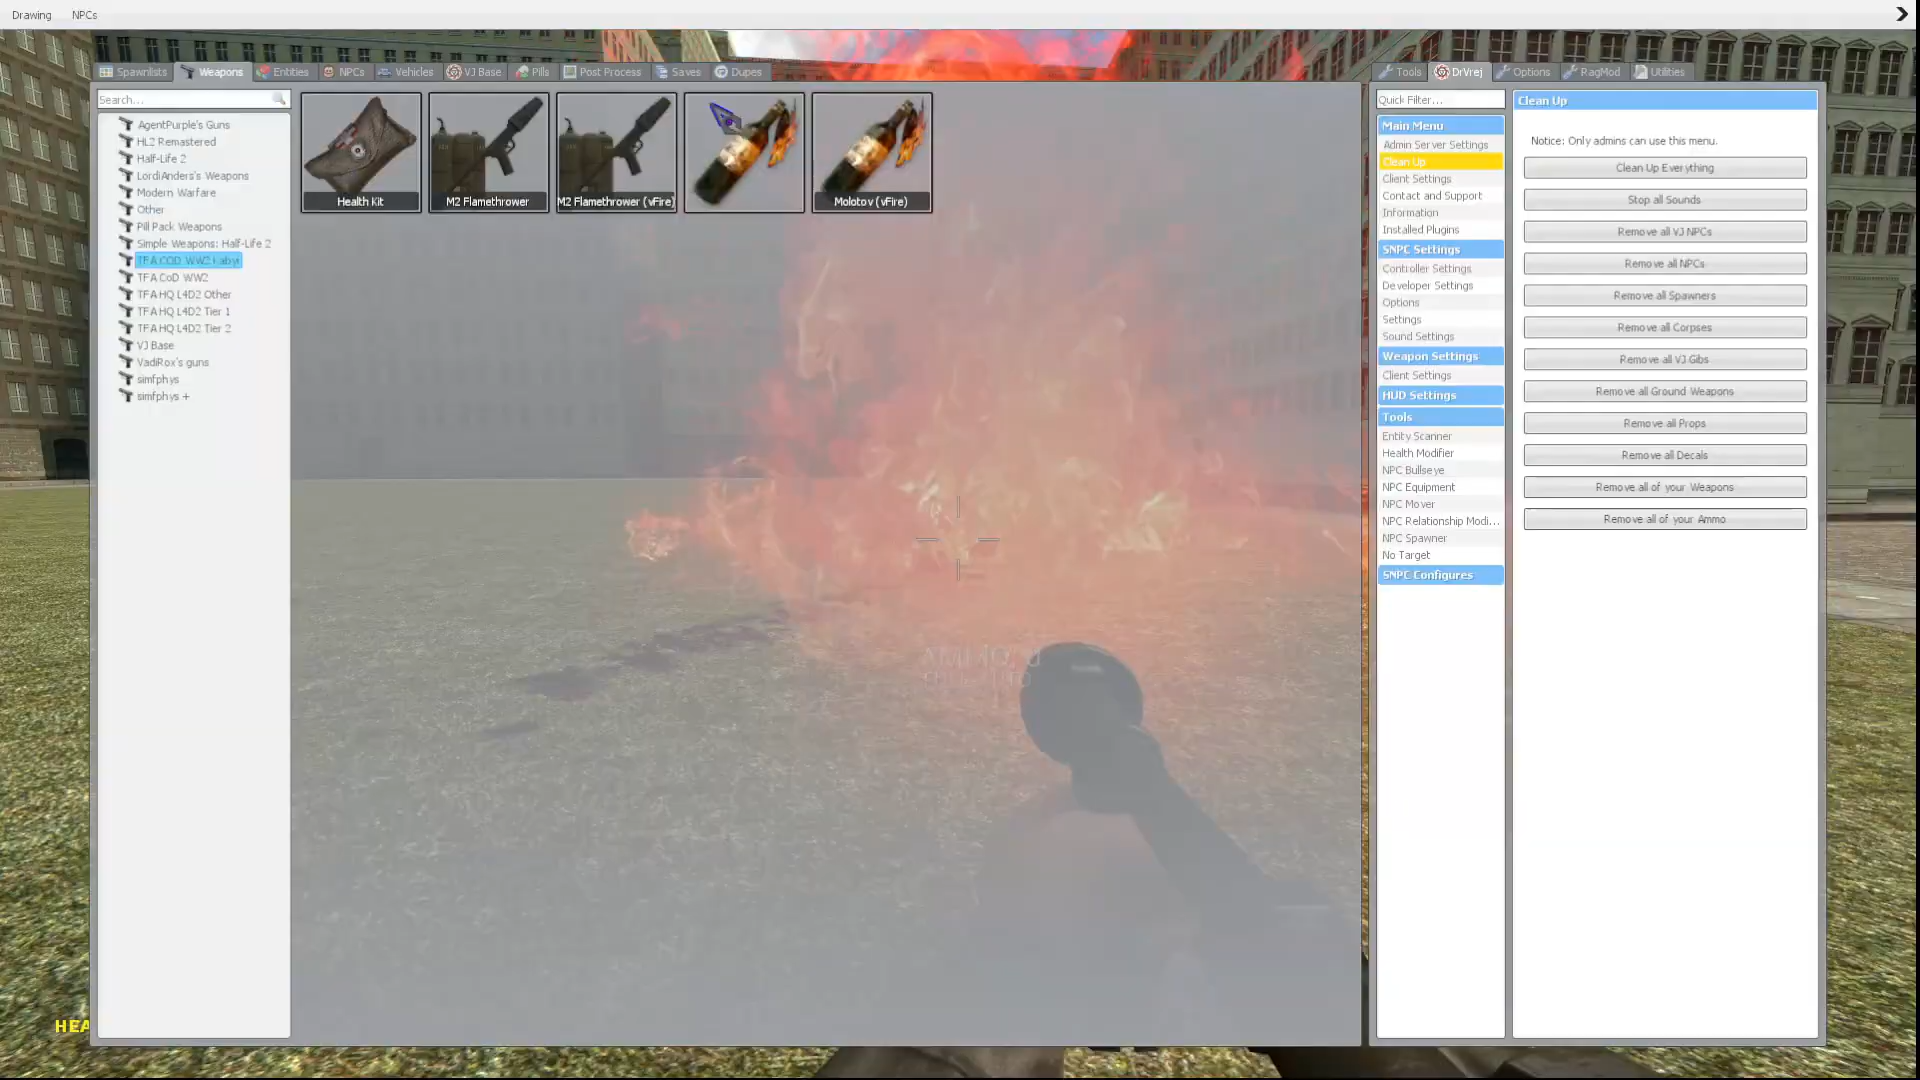 Drawing NPCs
Spawnlists Weapons Entities NPCs Vehicles VJ Base Pills Post Process Saves Dupes
Search...
AgentPurple's Guns
HL2 Remastered
Half-Life 2
LordiAnders's Weapons
Modern Warfare
Other
Pill Pack Weapons
Simple Weapons: Half-Life 2
TFA COD WW2 Kabyl
TFA CoD WW2
TFA HQ L4D2 Other
TFA HQ L4D2 Tier 1
TFA HQ L4D2 Tier 2
VJ Base
VadiRox's guns
simfphys
simfphys +
Health Kit
M2 Flamethrower
M2 Flamethrower (vFire)
Molotov (vFire)
HEA
Tools DrVrej Options RagMod Utilities
Quick Filter...
Main Menu
Admin Server Settings
Clean Up
Client Settings
Contact and Support
Information
Installed Plugins
SNPC Settings
Controller Settings
Developer Settings
Options
Settings
Sound Settings
Weapon Settings
Client Settings
HUD Settings
Tools
Entity Scanner
Health Modifier
NPC Bullseye
NPC Equipment
NPC Mover
NPC Relationship Modi...
NPC Spawner
No Target
SNPC Configures
Clean Up
Notice: Only admins can use this menu.
Clean Up Everything
Stop all Sounds
Remove all VJ NPCs
Remove all NPCs
Remove all Spawners
Remove all Corpses
Remove all VJ Gibs
Remove all Ground Weapons
Remove all Props
Remove all Decals
Remove all of your Weapons
Remove all of your Ammo